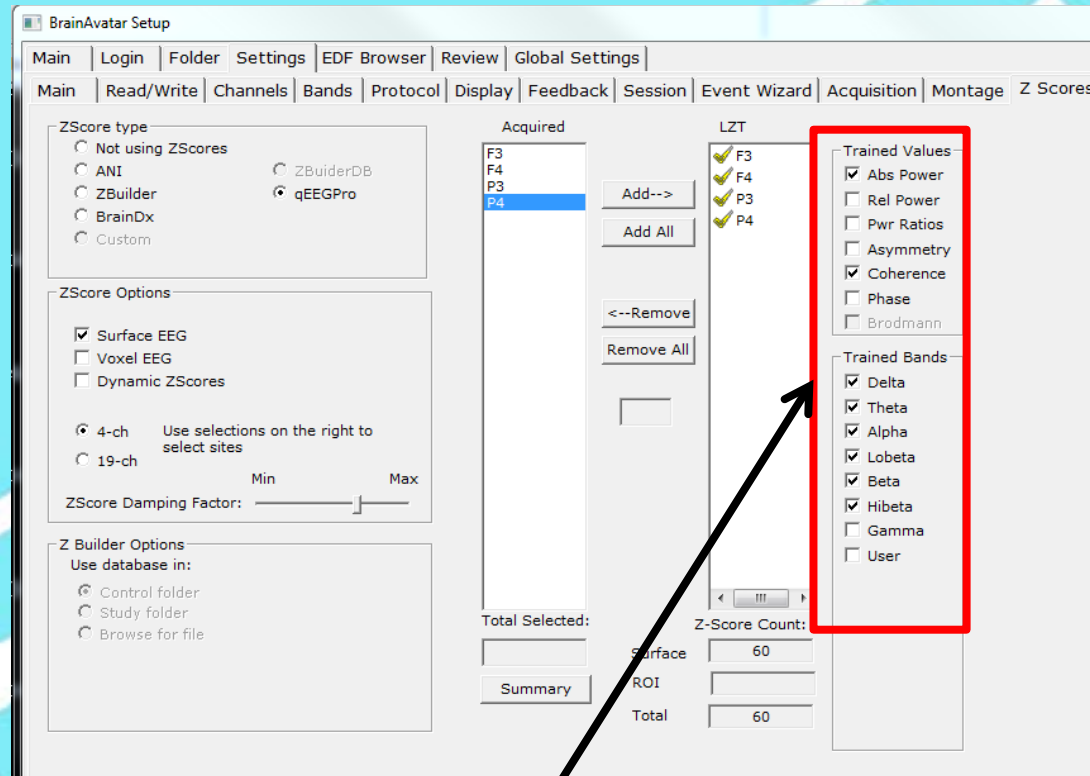 BrainAvatar Setup
Main Login Folder Settings EDF Browser Review Global Settings
Main Read/Write Channels Bands Protocol Display Feedback Session Event Wizard Acquisition Montage Z Scores
ZScore type
Not using ZScores
ANI ZBuiderDB
ZBuilder qEEGPro
BrainDx
Custom
ZScore Options
Surface EEG
Voxel EEG
Dynamic ZScores
4-ch Use selections on the right to
select sites
19-ch
Min Max
ZScore Damping Factor:
Z Builder Options
Use database in:
Control folder
Study folder
Browse for file
Acquired
F3
F4
P3
P4
Total Selected:
Summary
Add-->
Add All
<--Remove
Remove All
LZT
F3
F4
P3
P4
Z-Score Count:
Surface 60
ROI
Total 60
Trained Values
Abs Power
Rel Power
Pwr Ratios
Asymmetry
Coherence
Phase
Brodmann
Trained Bands
Delta
Theta
Alpha
Lobeta
Beta
Hibeta
Gamma
User